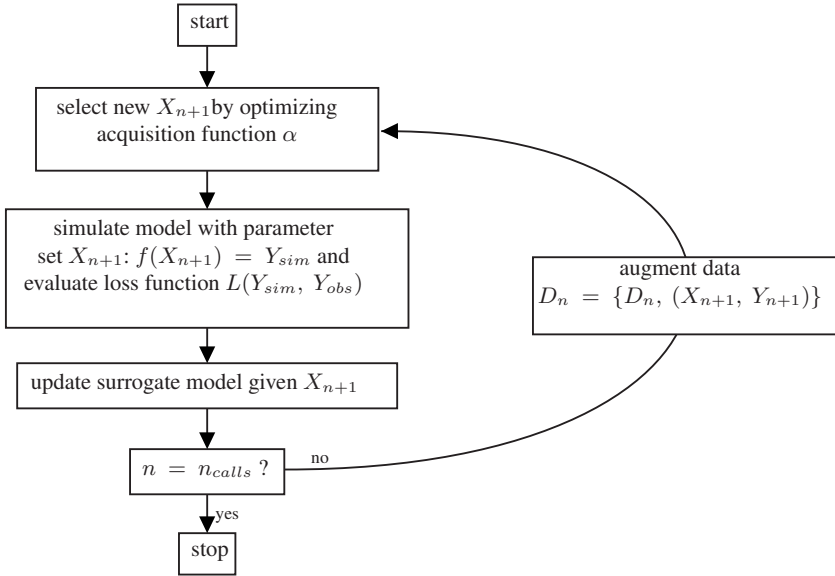 start
select new $X_{n+1}$ by optimizing
acquisition function $\alpha$
simulate model with parameter
set $X_{n+1}$: $f(X_{n+1}) = Y_{sim}$ and
evaluate loss function $L(Y_{sim}, Y_{obs})$
augment data
$D_n = \{D_n, (X_{n+1}, Y_{n+1})\}$
update surrogate model given $X_{n+1}$
$n = n_{calls}$ ?
no
yes
stop